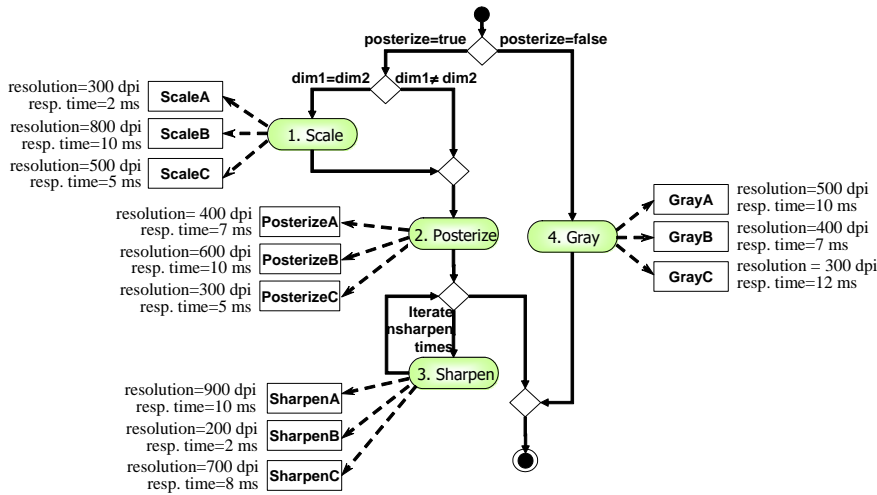 posterize=true
posterize=false
dim1=dim2
dim1≠ dim2
resolution=300 dpi
resp. time=2 ms
ScaleA
resolution=800 dpi
resp. time=10 ms
ScaleB
resolution=500 dpi
resp. time=5 ms
ScaleC
1. Scale
resolution= 400 dpi
resp. time=7 ms
PosterizeA
resolution=600 dpi
resp. time=10 ms
PosterizeB
resolution=300 dpi
resp. time=5 ms
PosterizeC
2. Posterize
4. Gray
GrayA
resolution=500 dpi
resp. time=10 ms
GrayB
resolution=400 dpi
resp. time=7 ms
GrayC
resolution = 300 dpi
resp. time=12 ms
Iterate
nsharpen
times
3. Sharpen
resolution=900 dpi
resp. time=10 ms
SharpenA
resolution=200 dpi
resp. time=2 ms
SharpenB
resolution=700 dpi
resp. time=8 ms
SharpenC